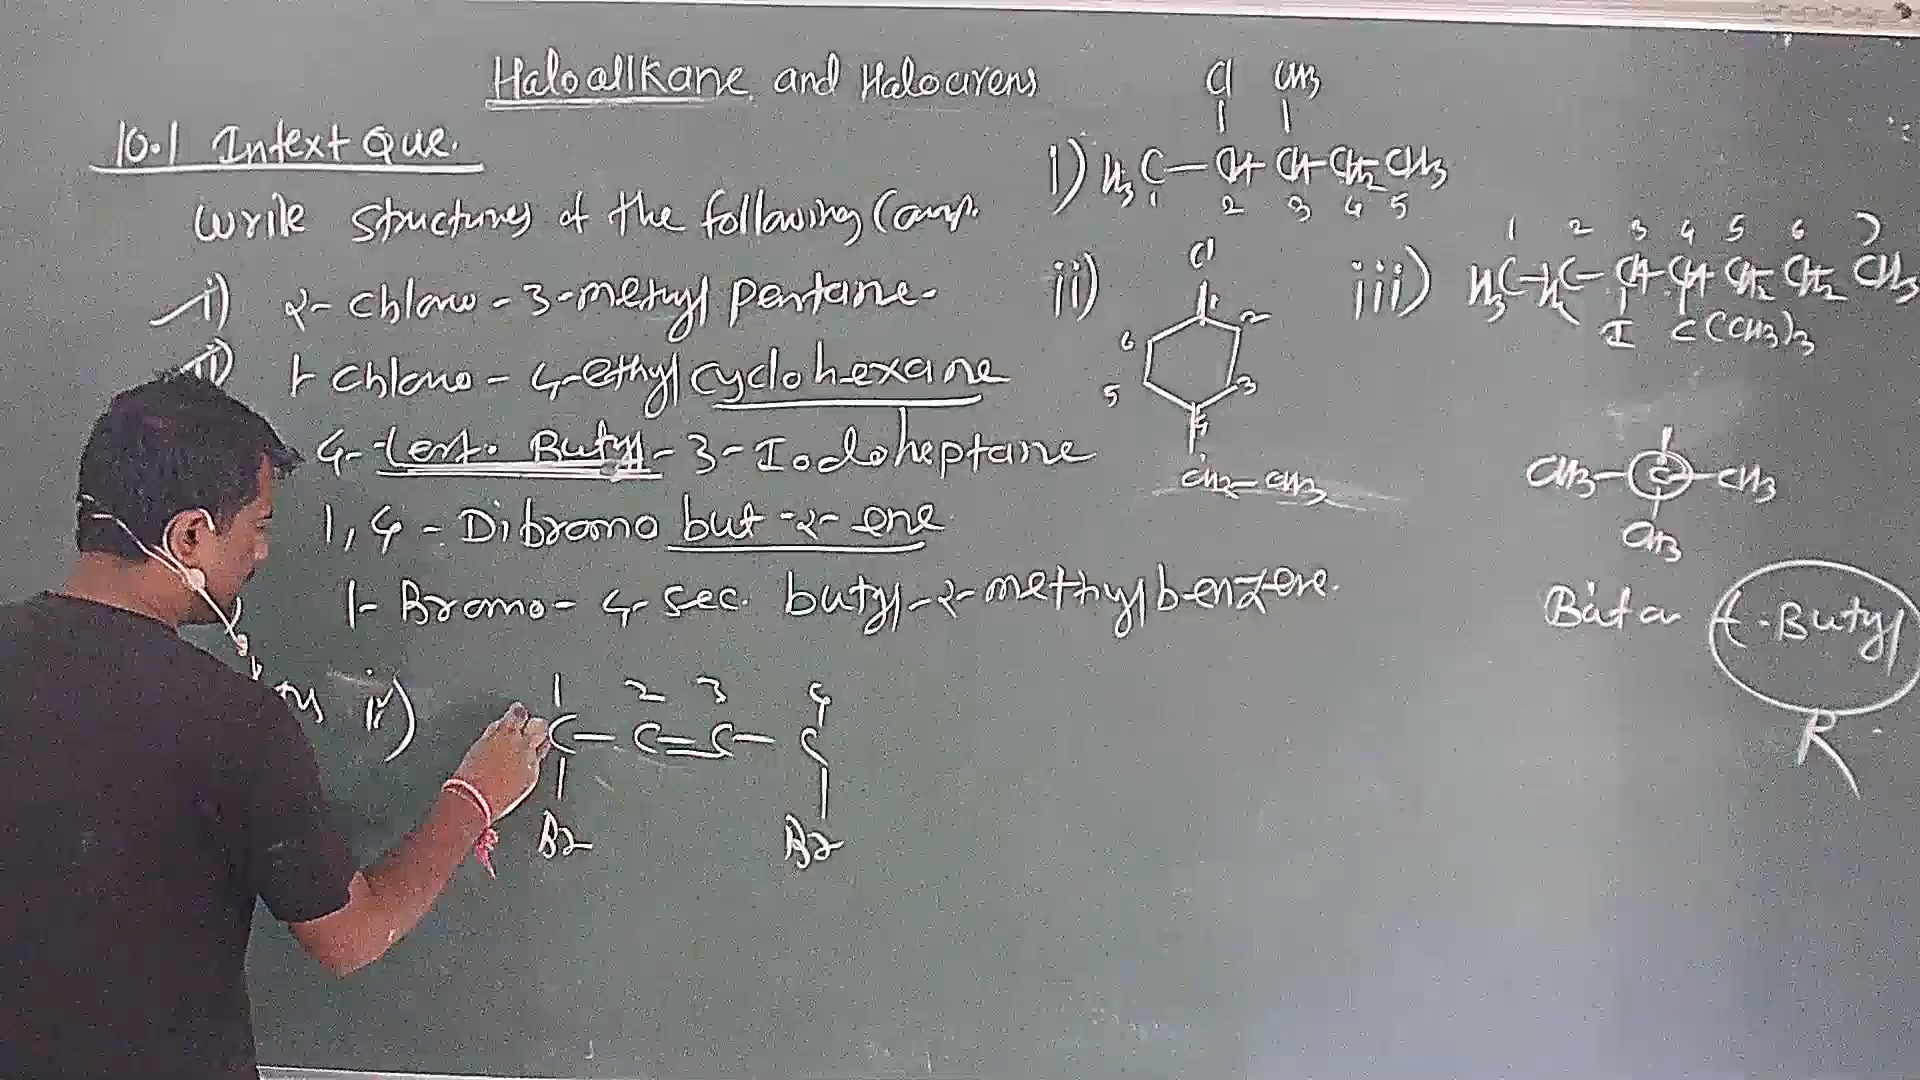 Haloallkane and Haloarens
10.1 Intext Que.
Write structures of the following Comp.
i) 2- chloro - 3 - methyl pentane -
ii) 1- Chloro - 4- ethyl cyclohexane
4- tert. Butyl - 3 - Iodoheptane
1, 4 - Dibromo but - 2 - ene
1- Bromo - 4- sec. butyl - 2 - methylbenzene.
1 2 3 4
C - C = C - C
Br Br
Cl CH3
1) H3C - CH - CH - CH2 CH3
1 2 3 4 5
ii) Cl
1 2 3 4 5 6
CH2 - CH3
1 2 3 4 5 6 7
iii) H3C - H2C - CH - CH - CH2 - CH2 CH3
I C(CH3)3
CH3 - C - CH3
CH3
t-Butyl
R